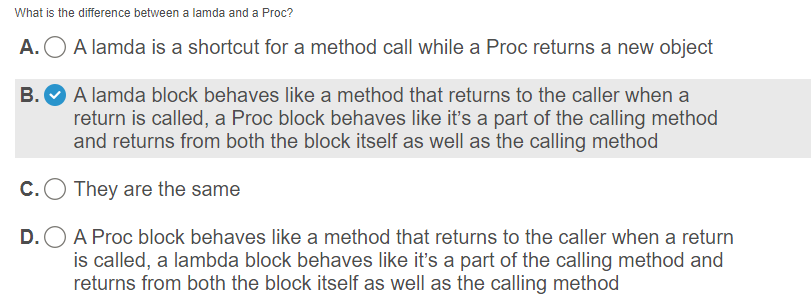 What is the difference between a lamda and a Proc?
A. A lamda is a shortcut for a method call while a Proc returns a new object
B. A lamda block behaves like a method that returns to the caller when a
return is called, a Proc block behaves like it’s a part of the calling method
and returns from both the block itself as well as the calling method
C. They are the same
D. A Proc block behaves like a method that returns to the caller when a return
is called, a lambda block behaves like it’s a part of the calling method and
returns from both the block itself as well as the calling method